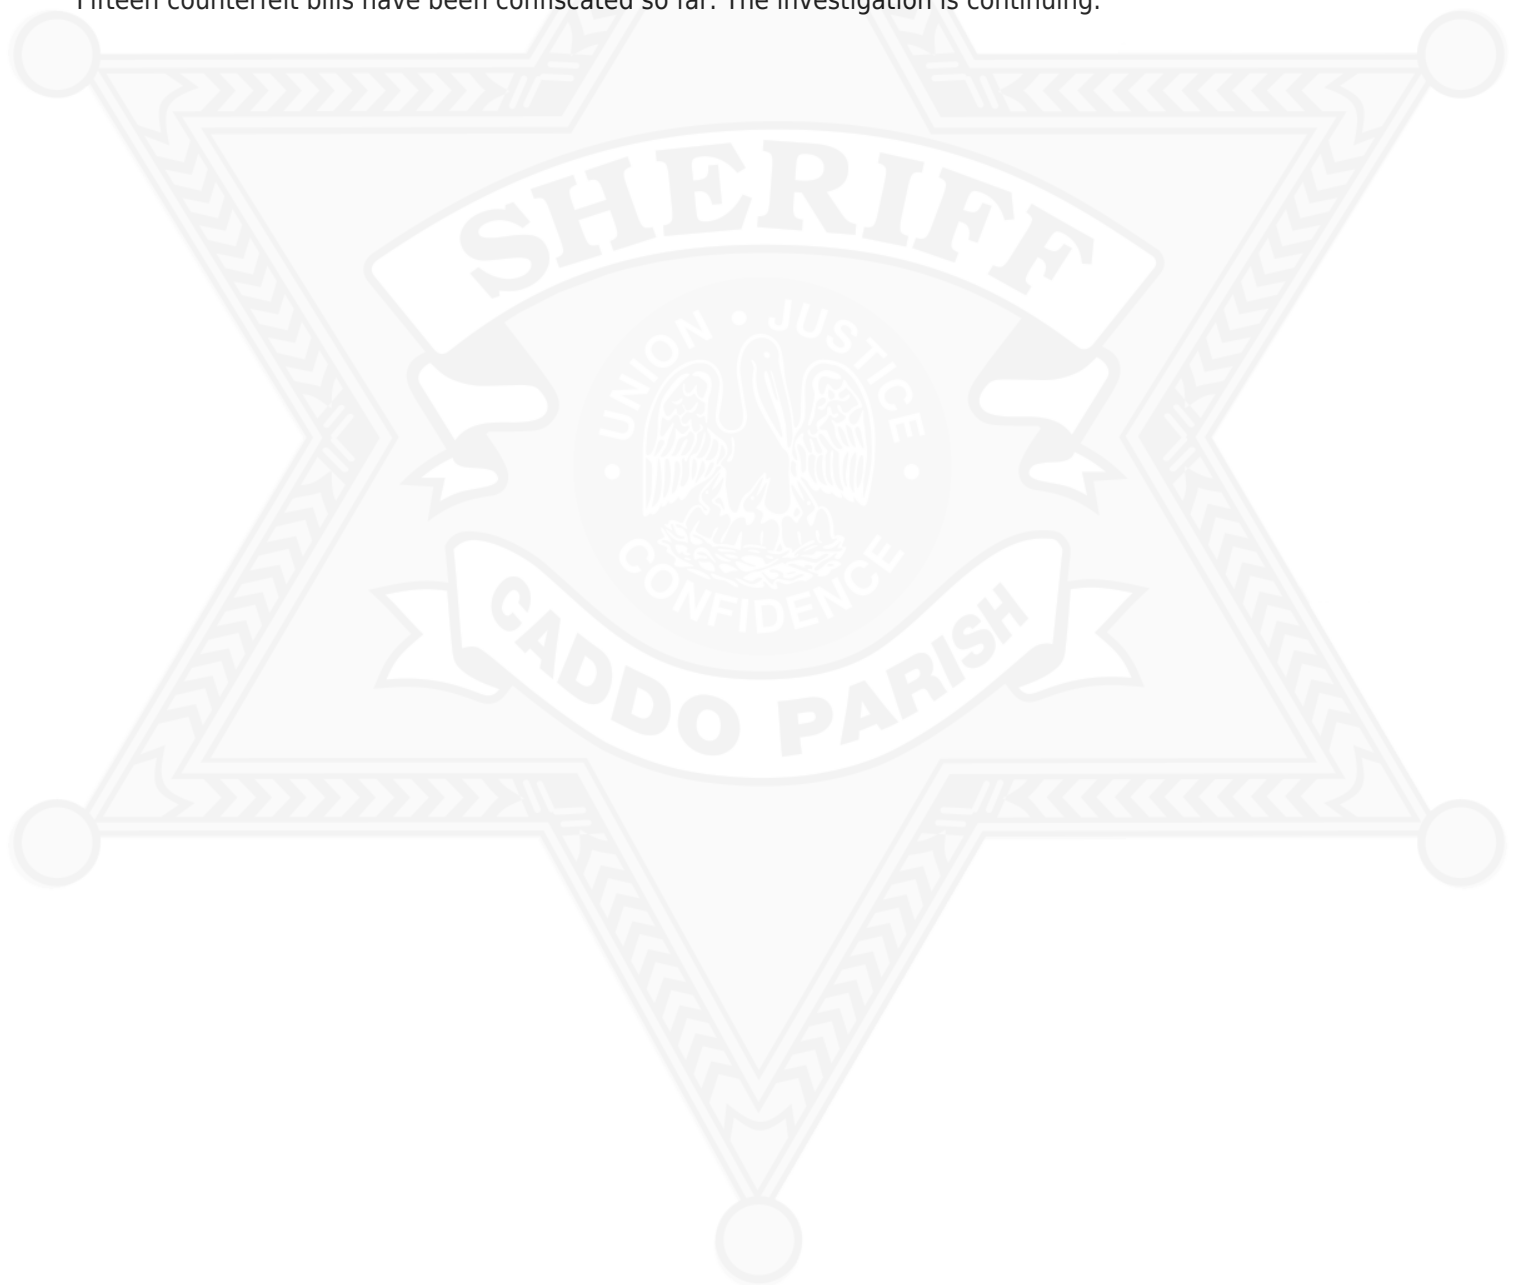 Fifteen counterfeit bills have been confiscated so far. The investigation is continuing.
SHERIFF
UNION • JUSTICE
• CONFIDENCE •
CADDO PARISH